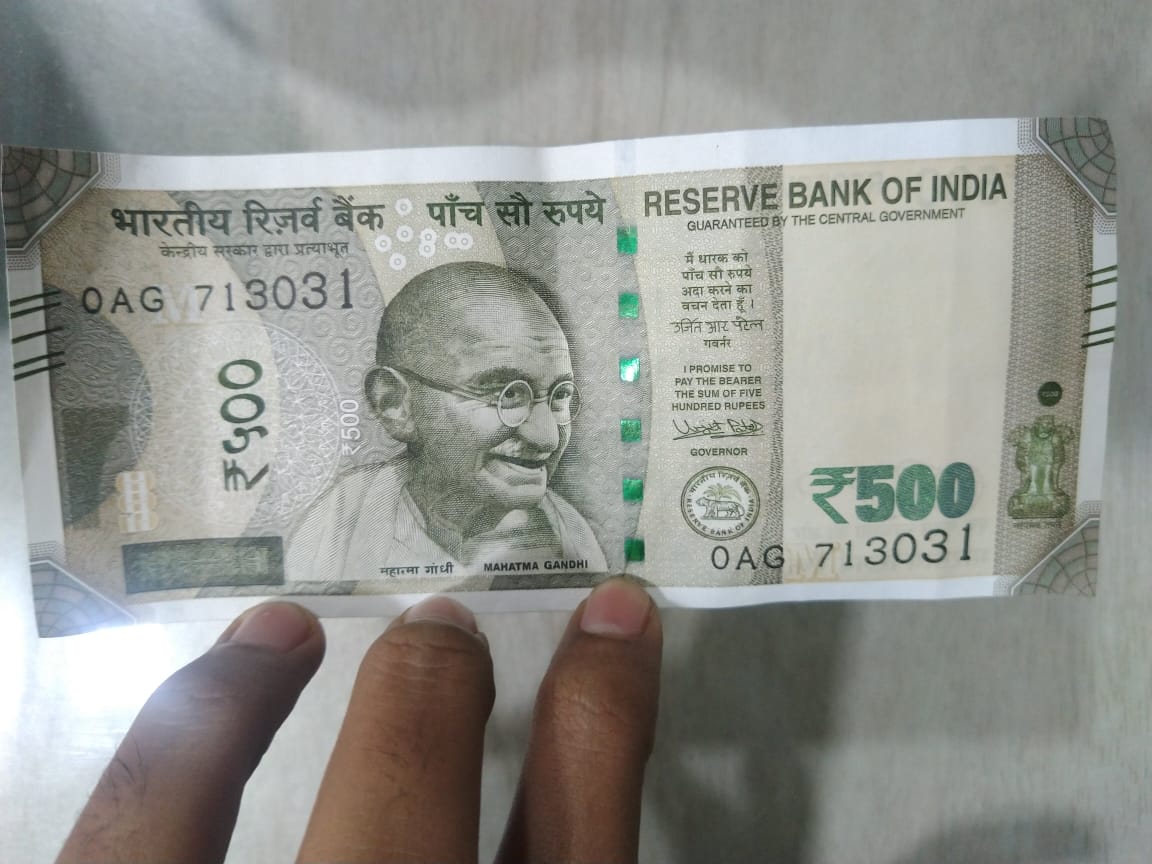 भारतीय रिज़र्व बैंक
केन्द्रीय सरकार द्वारा प्रत्याभूत
पाँच सौ रुपये
0AG 713031
₹५००
₹500
महात्मा गांधी
MAHATMA GANDHI
RESERVE BANK OF INDIA
GUARANTEED BY THE CENTRAL GOVERNMENT
मैं धारक को
पाँच सौ रुपये
अदा करने का
वचन देता हूँ ।
उर्जित आर पटेल
गवर्नर
I PROMISE TO
PAY THE BEARER
THE SUM OF FIVE
HUNDRED RUPEES
GOVERNOR
भारतीय रिज़र्व बैंक
RESERVE BANK OF INDIA
₹500
0AG 713031